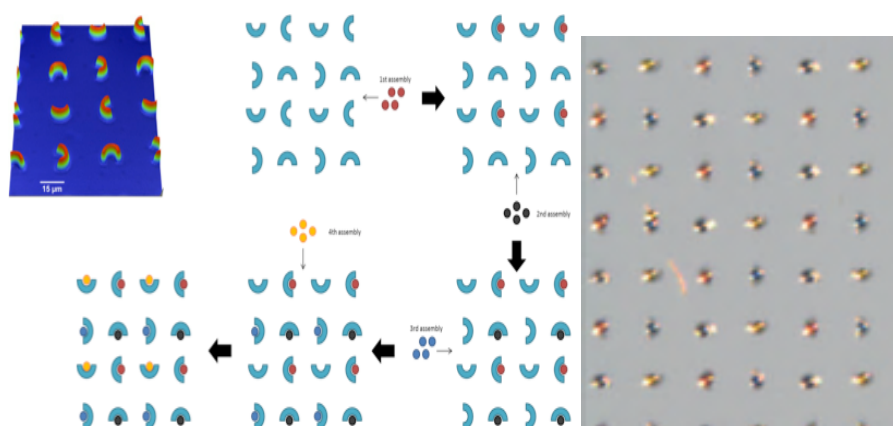 1st assembly
15 μm
2nd assembly
4th assembly
3rd assembly